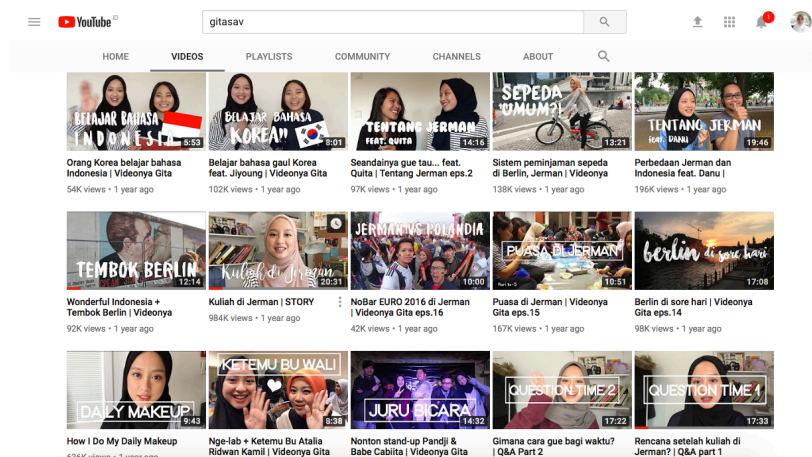 YouTube ID
gitasav
1
HOME VIDEOS PLAYLISTS COMMUNITY CHANNELS ABOUT
BELAJAR BAHASA
INDONESIA
5:53
BELAJAR BAHASA
KOREA!!
8:01
TENTANG JERMAN
FEAT. QUITA
14:16
SEPEDA
UMUM?!
13:21
TENTANG JERMAN
FEAT. DANU
19:46
Orang Korea belajar bahasa
Indonesia | Videonya Gita
54K views • 1 year ago
Belajar bahasa gaul Korea
feat. Jiyoung | Videonya Gita
102K views • 1 year ago
Seandainya gue tau... feat.
Quita | Tentang Jerman eps.2
97K views • 1 year ago
Sistem peminjaman sepeda
di Berlin, Jerman | Videonya
138K views • 1 year ago
Perbedaan Jerman dan
Indonesia feat. Danu |
196K views • 1 year ago
TEMBOK BERLIN
12:14
Kuliah di Jerman
20:31
JERMAN VS POLANDIA
10:00
PUASA DI JERMAN
10:51
berlin di sore hari
17:08
Wonderful Indonesia +
Tembok Berlin | Videonya
92K views • 1 year ago
Kuliah di Jerman | STORY
984K views • 1 year ago
NoBar EURO 2016 di Jerman
| Videonya Gita eps.16
42K views • 1 year ago
Puasa di Jerman | Videonya
Gita eps.15
167K views • 1 year ago
Berlin di sore hari | Videonya
Gita eps.14
98K views • 1 year ago
DAILY MAKEUP
9:43
KETEMU BU WALI
8:38
JURU BICARA
14:32
QUESTION TIME 2
17:22
QUESTION TIME 1
17:33
How I Do My Daily Makeup
636K views • 1 year ago
Nge-lab + Ketemu Bu Atalia
Ridwan Kamil | Videonya Gita
Nonton stand-up Pandji &
Babe Cabiita | Videonya Gita
Gimana cara gue bagi waktu?
| Q&A Part 2
Rencana setelah kuliah di
Jerman? | Q&A part 1